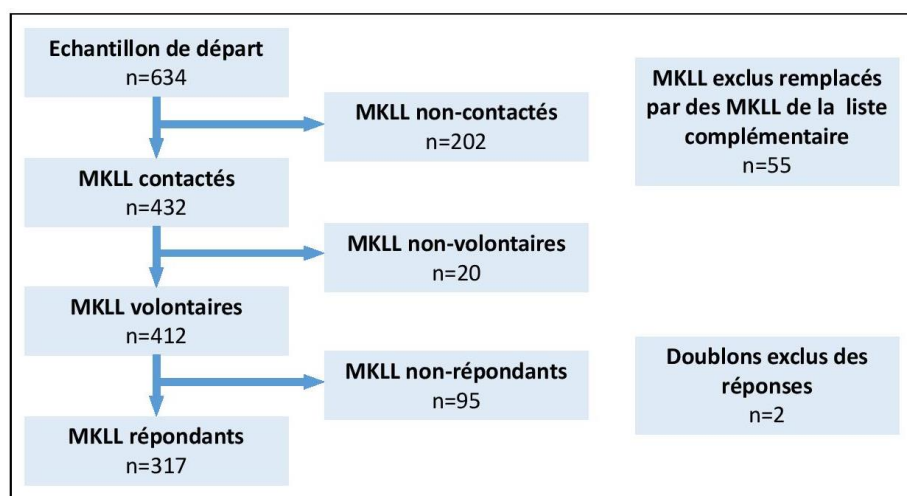 Echantillon de départ
n=634
MKLL non-contactés
n=202
MKLL exclus remplacés
par des MKLL de la liste
complémentaire
n=55
MKLL contactés
n=432
MKLL non-volontaires
n=20
MKLL volontaires
n=412
MKLL non-répondants
n=95
Doublons exclus des
réponses
n=2
MKLL répondants
n=317